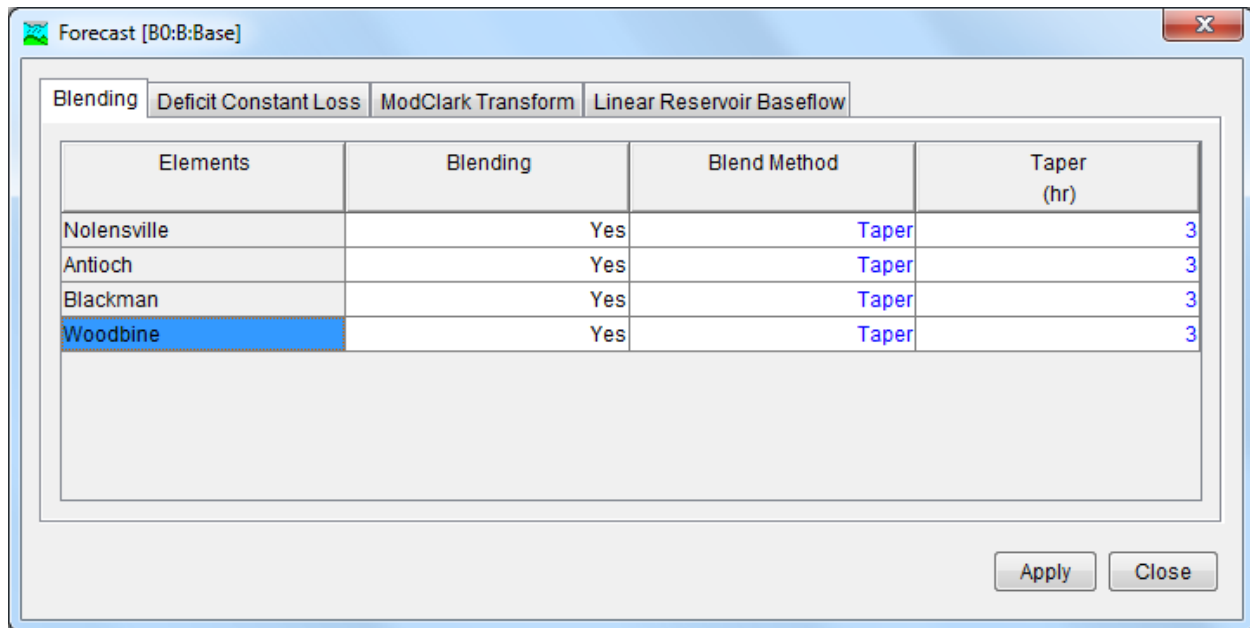 Forecast [B0:B:Base]
Blending Deficit Constant Loss ModClark Transform Linear Reservoir Baseflow
Elements Blending Blend Method Taper
(hr)
Nolensville Yes Taper 3
Antioch Yes Taper 3
Blackman Yes Taper 3
Woodbine Yes Taper 3
Apply Close